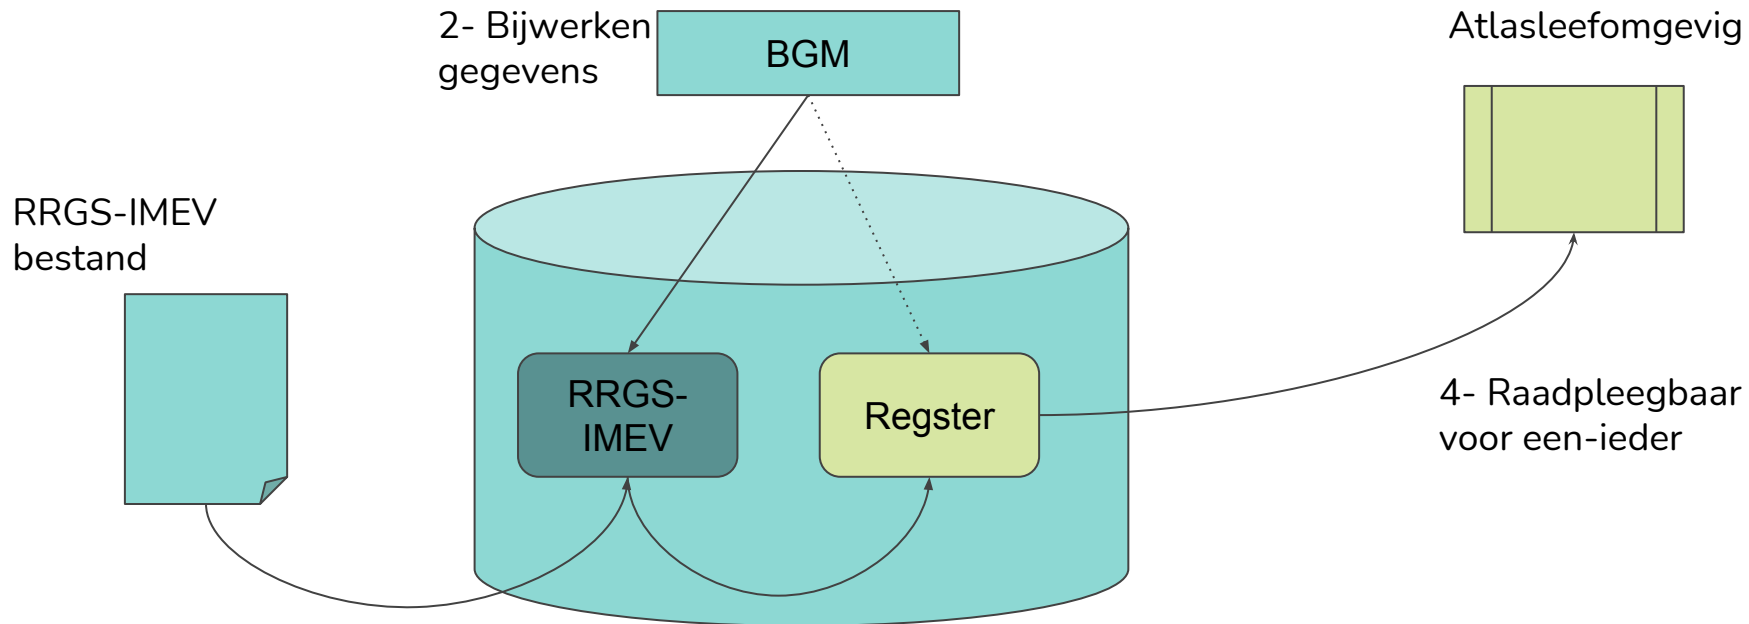 2- Bijwerken
gegevens
BGM
Atlasleefomgevig
RRGS-IMEV
bestand
RRGS-
IMEV
Regster
4- Raadpleegbaar
voor een-ieder